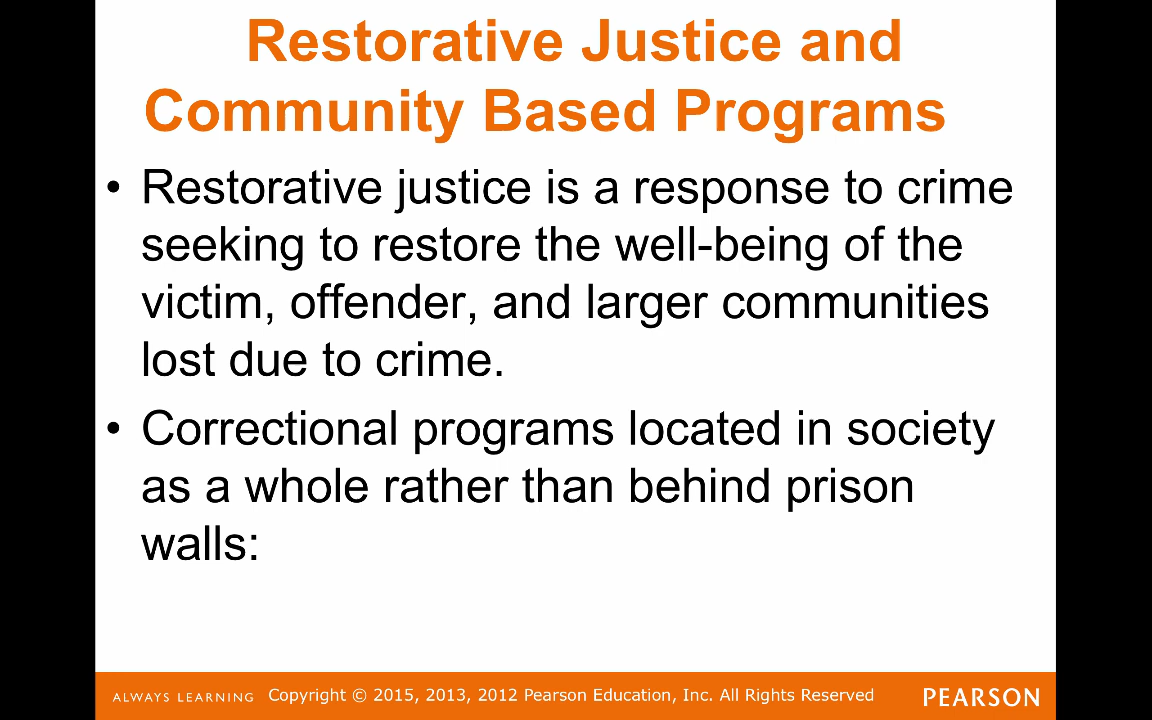 Restorative Justice and
Community Based Programs
• Restorative justice is a response to crime
seeking to restore the well-being of the
victim, offender, and larger communities
lost due to crime.
• Correctional programs located in society
as a whole rather than behind prison
walls:
ALWAYS LEARNING Copyright © 2015, 2013, 2012 Pearson Education, Inc. All Rights Reserved PEARSON